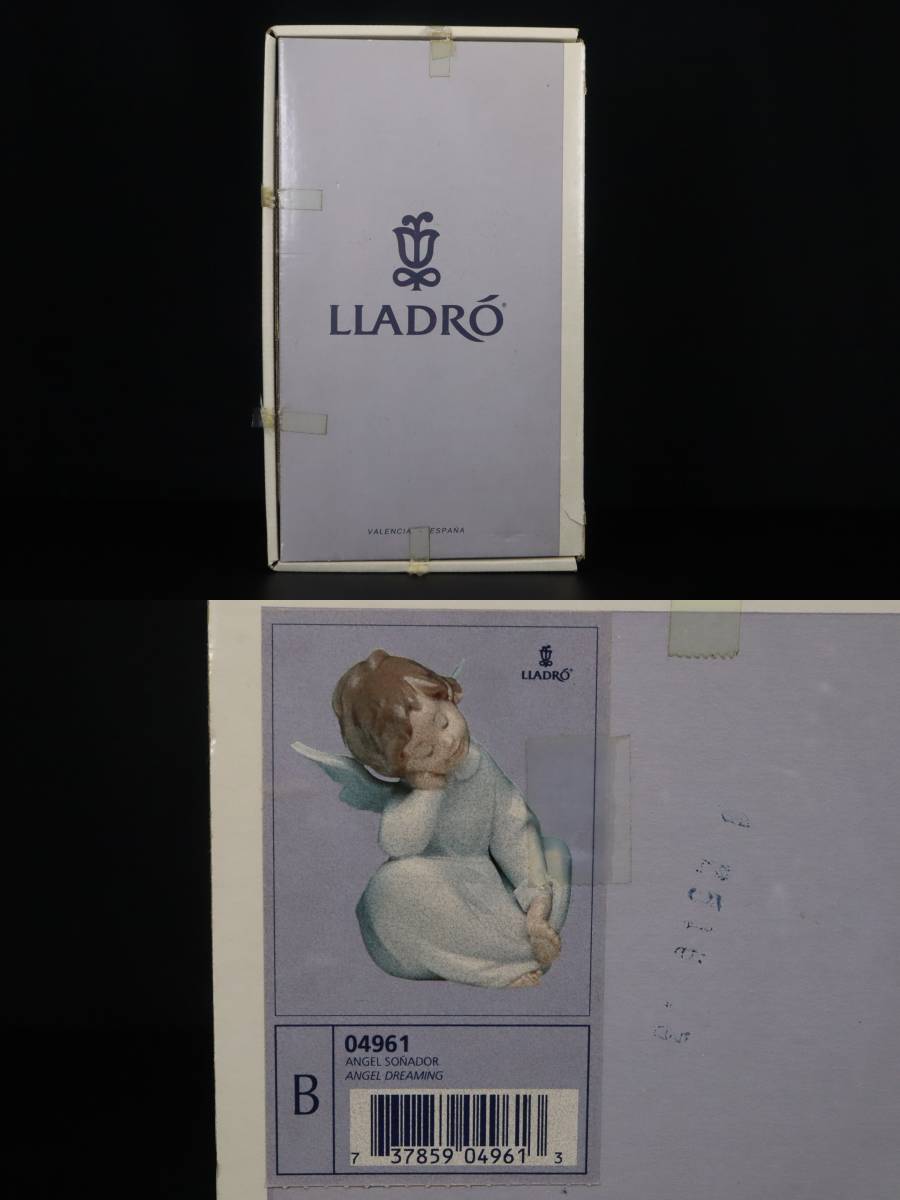 LLADRÓ®
VALENCIA ESPAÑA
LLADRÓ®
04961
ANGEL SOÑADOR
ANGEL DREAMING
B
7 37859 04961 3